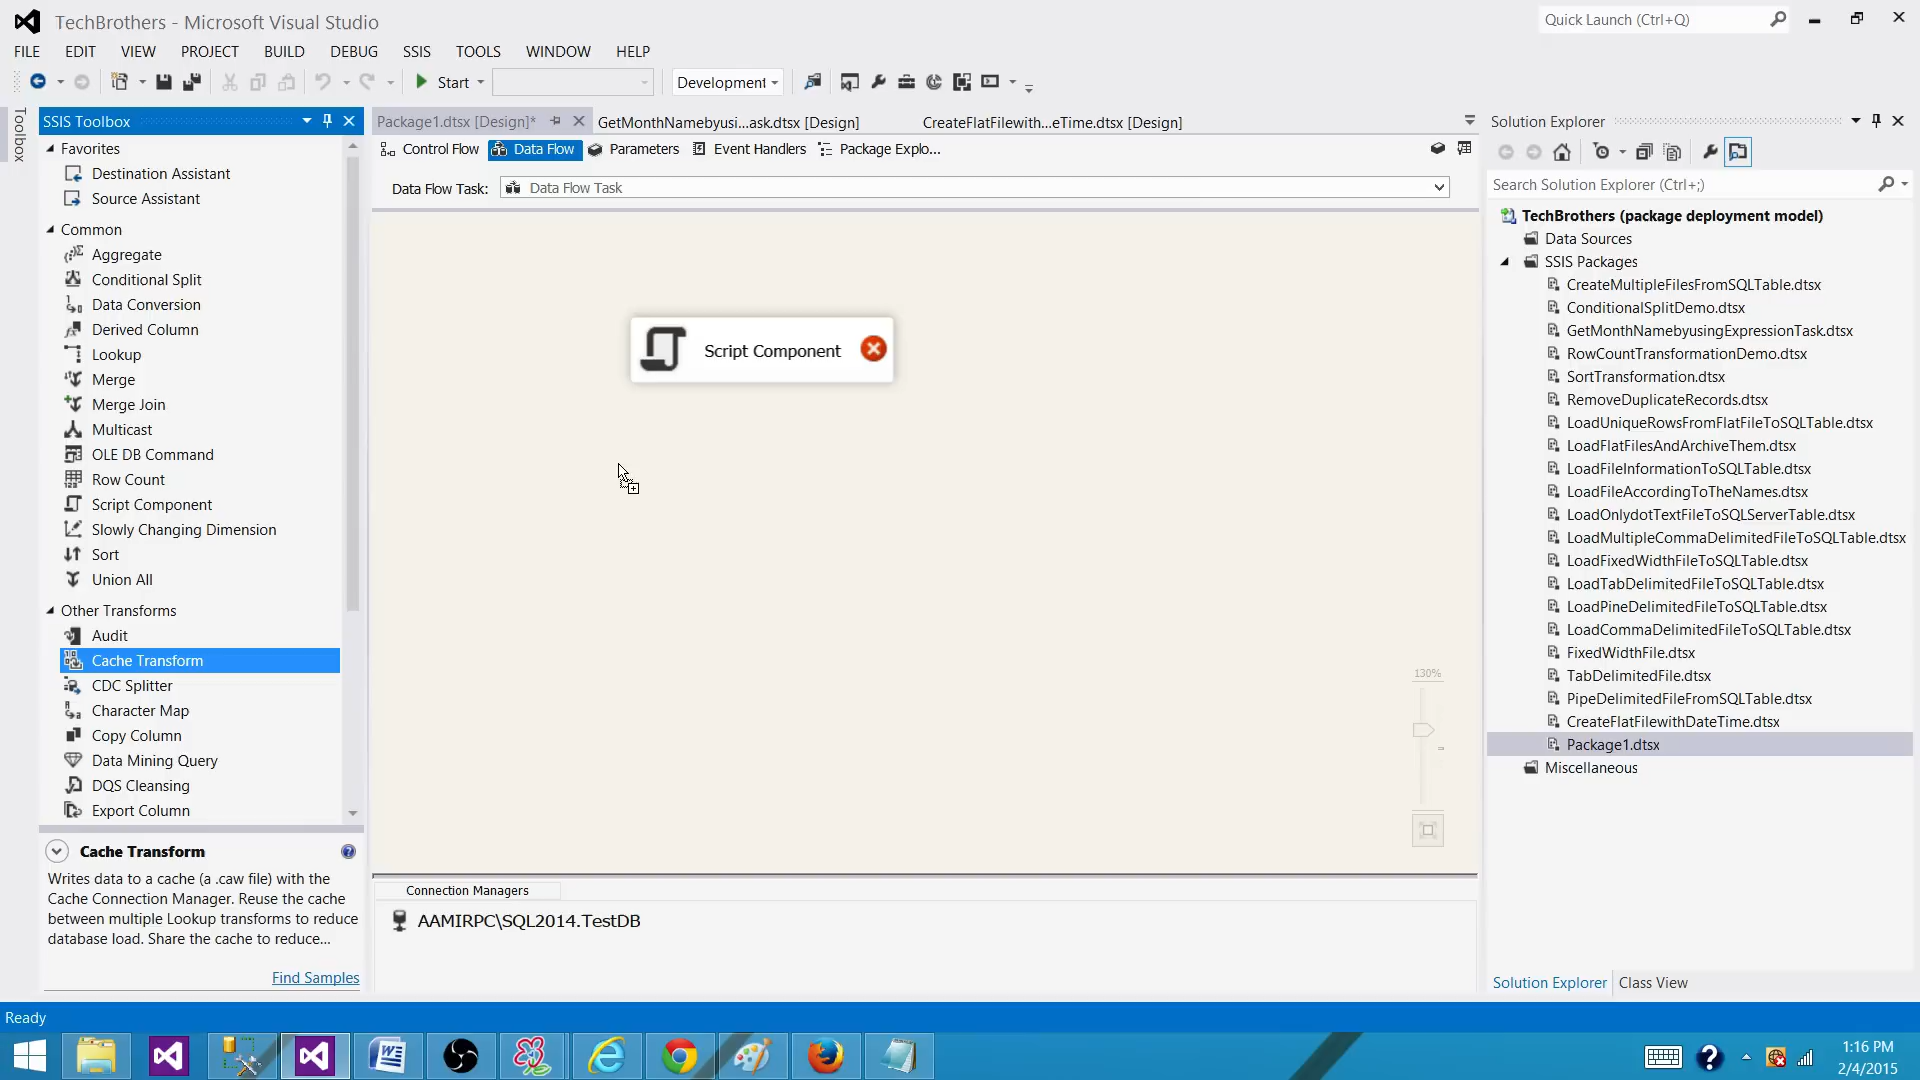 TechBrothers - Microsoft Visual Studio
Quick Launch (Ctrl+Q)
FILE EDIT VIEW PROJECT BUILD DEBUG SSIS TOOLS WINDOW HELP
Start
Development
Toolbox
SSIS Toolbox
Favorites
Destination Assistant
Source Assistant
Common
Aggregate
Conditional Split
Data Conversion
Derived Column
Lookup
Merge
Merge Join
Multicast
OLE DB Command
Row Count
Script Component
Slowly Changing Dimension
Sort
Union All
Other Transforms
Audit
Cache Transform
CDC Splitter
Character Map
Copy Column
Data Mining Query
DQS Cleansing
Export Column
Cache Transform
Writes data to a cache (a .caw file) with the
Cache Connection Manager. Reuse the cache
between multiple Lookup transforms to reduce
database load. Share the cache to reduce...
Find Samples
Package1.dtsx [Design]*
GetMonthNamebyusi...ask.dtsx [Design]
CreateFlatFilewith...eTime.dtsx [Design]
Control Flow
Data Flow
Parameters
Event Handlers
Package Explo...
Data Flow Task:
Data Flow Task
Script Component
130%
Connection Managers
AAMIRPC\SQL2014.TestDB
Solution Explorer
Search Solution Explorer (Ctrl+;)
TechBrothers (package deployment model)
Data Sources
SSIS Packages
CreateMultipleFilesFromSQLTable.dtsx
ConditionalSplitDemo.dtsx
GetMonthNamebyusingExpressionTask.dtsx
RowCountTransformationDemo.dtsx
SortTransformation.dtsx
RemoveDuplicateRecords.dtsx
LoadUniqueRowsFromFlatFileToSQLTable.dtsx
LoadFlatFilesAndArchiveThem.dtsx
LoadFileInformationToSQLTable.dtsx
LoadFileAccordingToTheNames.dtsx
LoadOnlydotTextFileToSQLServerTable.dtsx
LoadMultipleCommaDelimitedFileToSQLTable.dtsx
LoadFixedWidthFileToSQLTable.dtsx
LoadTabDelimitedFileToSQLTable.dtsx
LoadPineDelimitedFileToSQLTable.dtsx
LoadCommaDelimitedFileToSQLTable.dtsx
FixedWidthFile.dtsx
TabDelimitedFile.dtsx
PipeDelimitedFileFromSQLTable.dtsx
CreateFlatFilewithDateTime.dtsx
Package1.dtsx
Miscellaneous
Solution Explorer
Class View
Ready
1:16 PM
2/4/2015